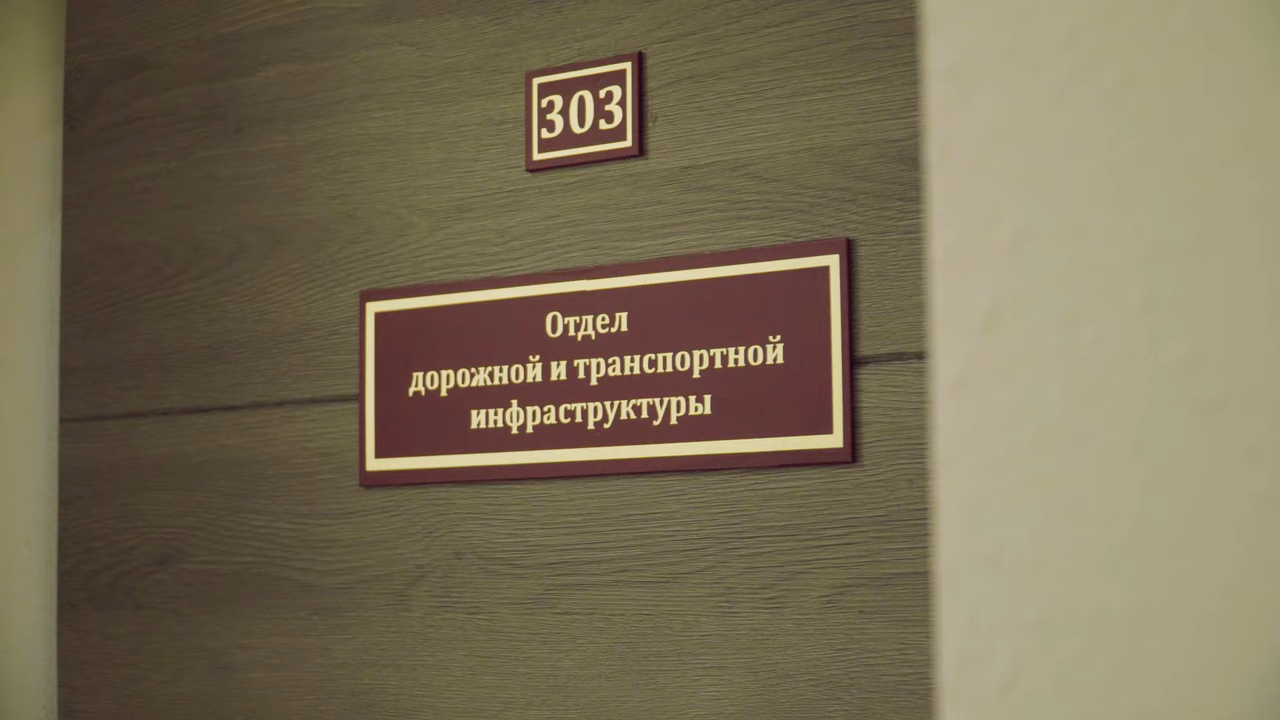 303
Отдел
дорожной и транспортной
инфраструктуры